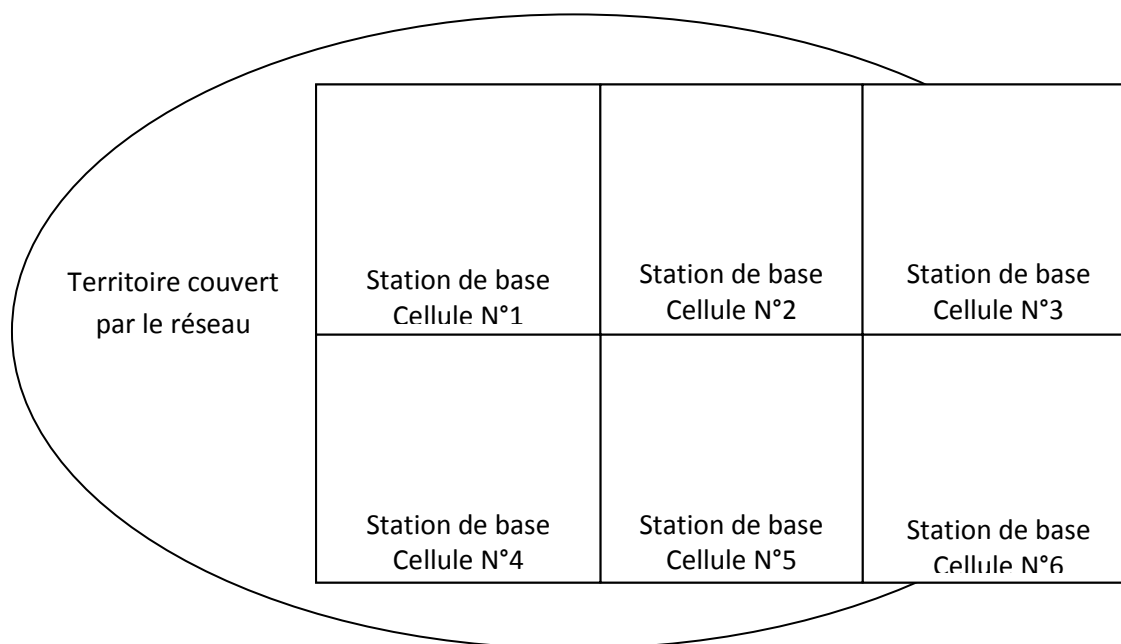 Territoire couvert
par le réseau
Station de base
Cellule N°1
Station de base
Cellule N°2
Station de base
Cellule N°3
Station de base
Cellule N°4
Station de base
Cellule N°5
Station de base
Cellule N°6